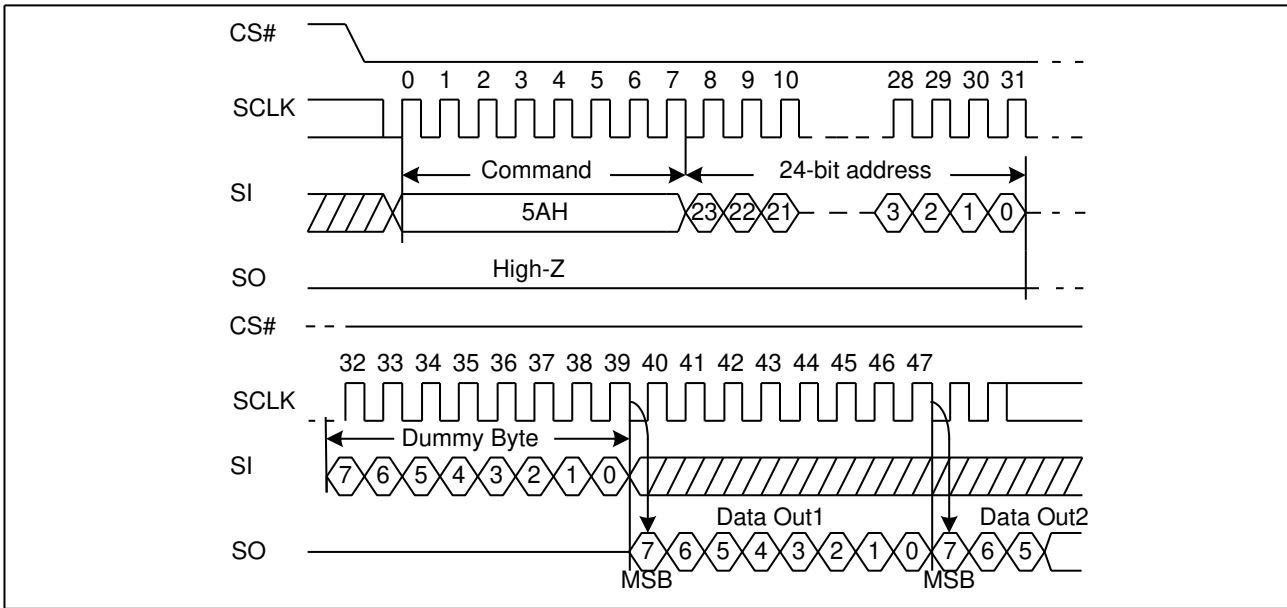 CS#
0 1 2 3 4 5 6 7 8 9 10 28 29 30 31
SCLK
Command 24-bit address
SI
5AH 23 22 21 3 2 1 0
High-Z
SO
CS#
32 33 34 35 36 37 38 39 40 41 42 43 44 45 46 47
SCLK
Dummy Byte
SI 7 6 5 4 3 2 1 0
Data Out1 Data Out2
SO 7 6 5 4 3 2 1 0 7 6 5
MSB MSB